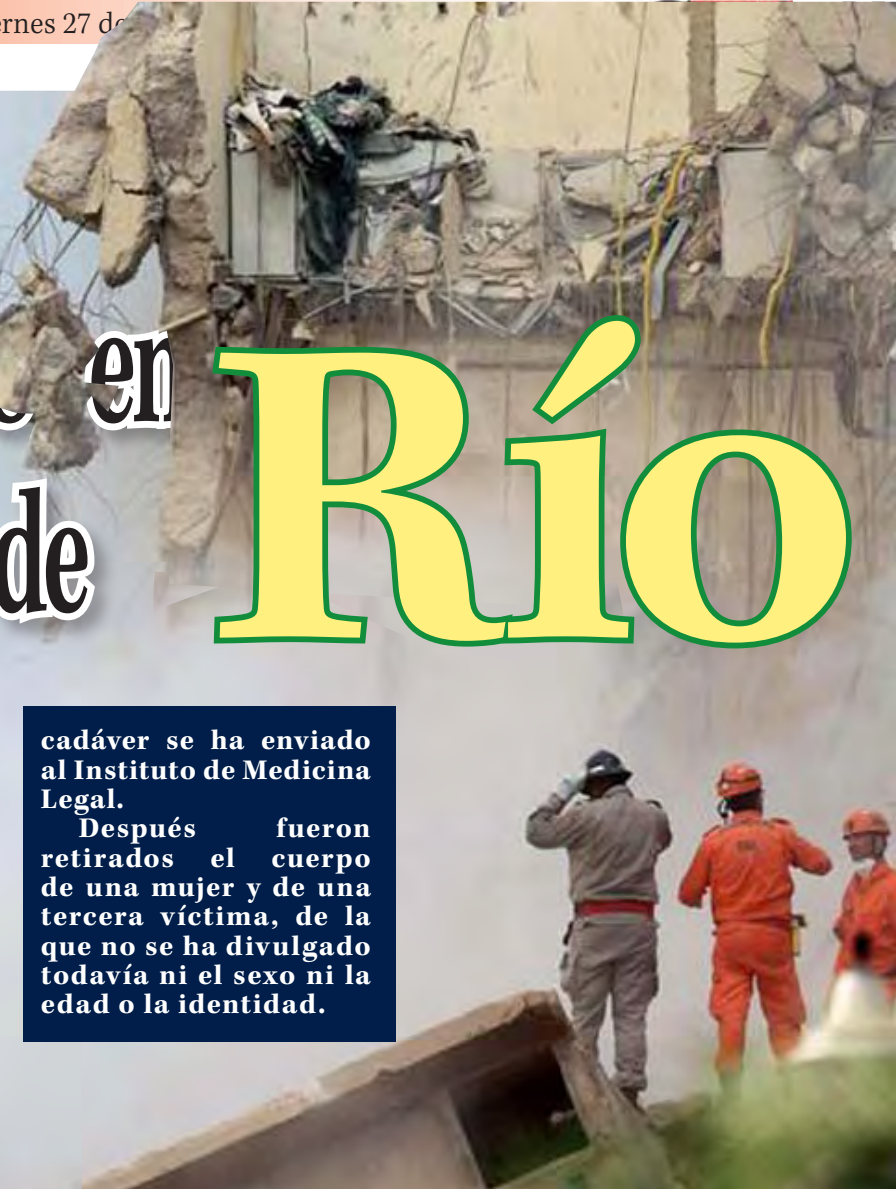 27 de
en
Río
de
cadáver se ha enviado
al Instituto de Medicina
Legal.
Después fueron
retirados el cuerpo
de una mujer y de una
tercera víctima, de la
que no se ha divulgado
todavía ni el sexo ni la
edad o la identidad.